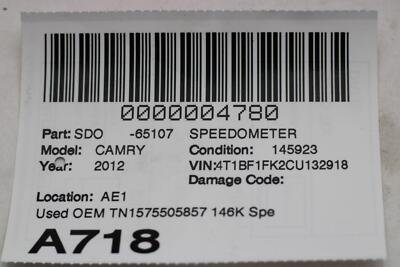 0000004780
Part: SDO -65107 SPEEDOMETER
Model: CAMRY Condition: 145923
Year: 2012 VIN:4T1BF1FK2CU132918
Damage Code:
Location: AE1
Used OEM TN1575505857 146K Spe
A718